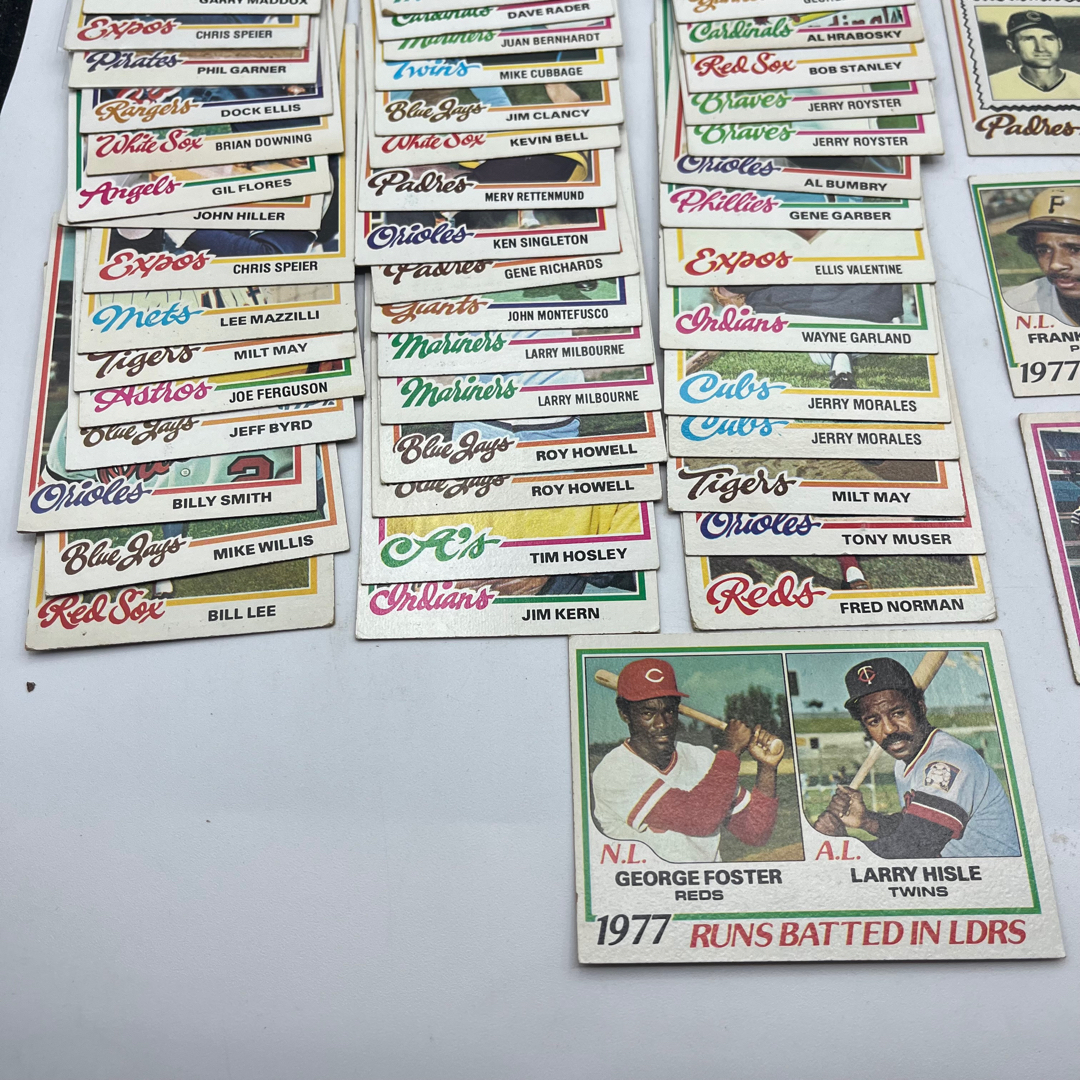 GARRY MADDOX
Expos CHRIS SPEIER
Pirates PHIL GARNER
Rangers DOCK ELLIS
White Sox BRIAN DOWNING
Angels GIL FLORES
JOHN HILLER
Expos CHRIS SPEIER
Mets LEE MAZZILLI
Tigers MILT MAY
Astros JOE FERGUSON
Blue Jays JEFF BYRD
Orioles BILLY SMITH
Blue Jays MIKE WILLIS
Red Sox BILL LEE
Cardinals DAVE RADER
Mariners JUAN BERNHARDT
Twins MIKE CUBBAGE
Blue Jays JIM CLANCY
White Sox KEVIN BELL
Padres MERV RETTENMUND
Orioles KEN SINGLETON
Padres GENE RICHARDS
Giants JOHN MONTEFUSCO
Mariners LARRY MILBOURNE
Mariners LARRY MILBOURNE
Blue Jays ROY HOWELL
Blue Jays ROY HOWELL
A's TIM HOSLEY
Indians JIM KERN
Cardinals AL HRABOSKY
Red Sox BOB STANLEY
Braves JERRY ROYSTER
Braves JERRY ROYSTER
Orioles AL BUMBRY
Phillies GENE GARBER
Expos ELLIS VALENTINE
Indians WAYNE GARLAND
Cubs JERRY MORALES
Cubs JERRY MORALES
Tigers MILT MAY
Orioles TONY MUSER
Reds FRED NORMAN
Padres
P
N.L.
FRANK
P
1977
C
N.L.
GEORGE FOSTER
REDS
A.L.
LARRY HISLE
TWINS
1977 RUNS BATTED IN LDRS